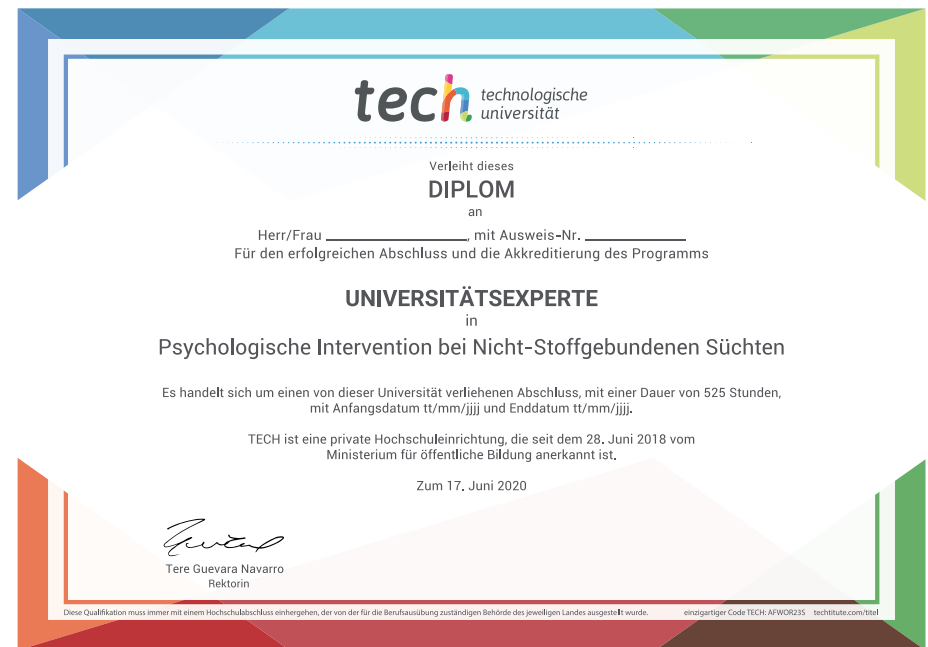 tech technologische
universität
Verleiht dieses
DIPLOM
an
Herr/Frau ____________, mit Ausweis-Nr. ____________
Für den erfolgreichen Abschluss und die Akkreditierung des Programms
UNIVERSITÄTSEXPERTE
in
Psychologische Intervention bei Nicht-Stoffgebundenen Süchten
Es handelt sich um einen von dieser Universität verliehenen Abschluss, mit einer Dauer von 525 Stunden,
mit Anfangsdatum tt/mm/jjjj und Enddatum tt/mm/jjjj.
TECH ist eine private Hochschuleinrichtung, die seit dem 28. Juni 2018 vom
Ministerium für öffentliche Bildung anerkannt ist.
Zum 17. Juni 2020
Tere Guevara Navarro
Rektorin
Diese Qualifikation muss immer mit einem Hochschulabschluss einhergehen, der von der für die Berufsausübung zuständigen Behörde des jeweiligen Landes ausgestellt wurde. einzigartiger Code TECH: AFWOR23S techtitute.com/titel